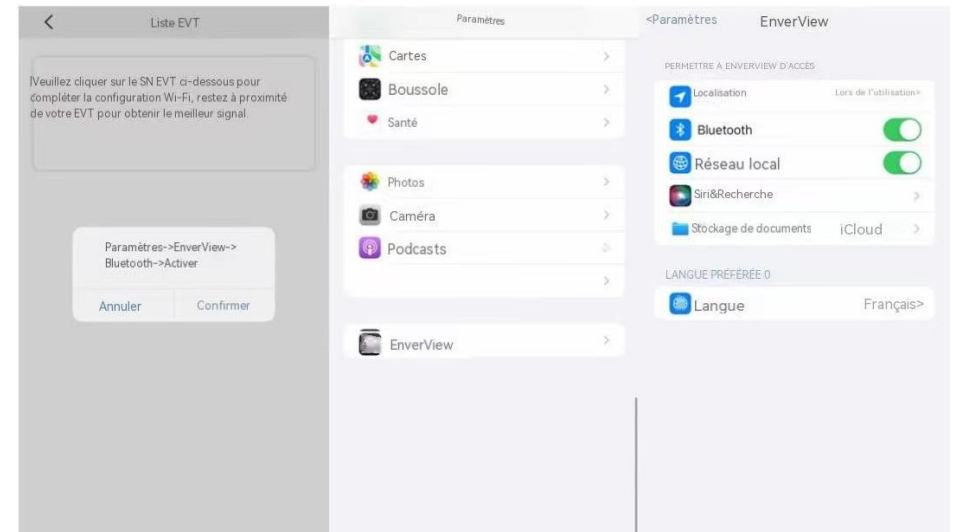 Liste EVT
Veuillez cliquer sur le SN EVT ci-dessous pour
compléter la configuration Wi-Fi, restez à proximité
de votre EVT pour obtenir le meilleur signal.
Paramètres->EnverView->
Bluetooth->Activer
Annuler Confirmer
Paramètres
Cartes
Boussole
Santé
Photos
Caméra
Podcasts
EnverView
<Paramètres EnverView
PERMETTRE A ENVERVIEW D'ACCÈS
Localisation Lors de l'utilisation>
Bluetooth
Réseau local
Siri&Recherche
Stockage de documents iCloud
LANGUE PRÉFÉRÉE 0
Langue Français>